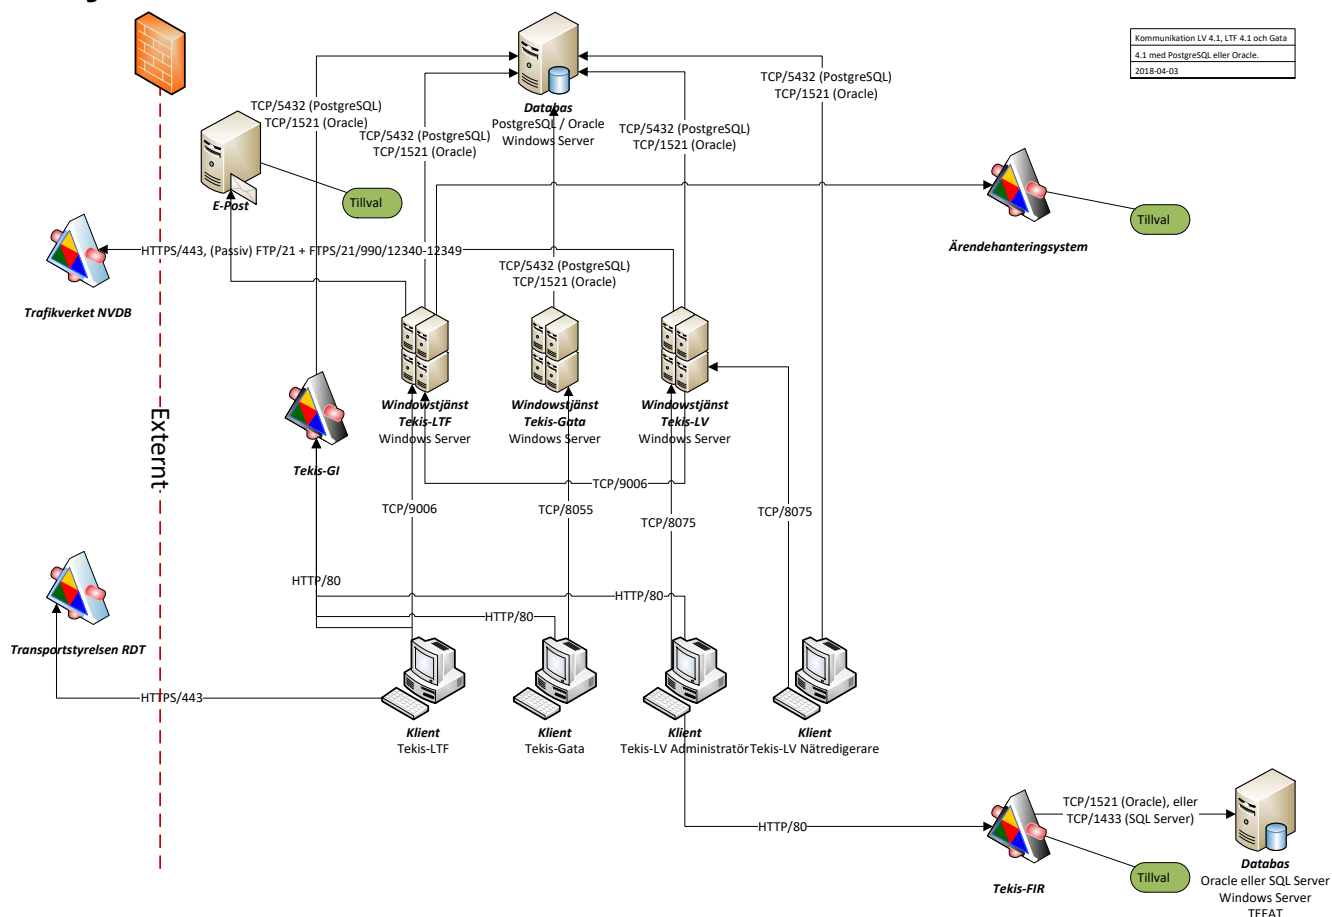 Kommunikation LV 4.1, LTF 4.1 och Gata
4.1 med PostgreSQL eller Oracle.
2018-04-03
TCP/5432 (PostgreSQL)
TCP/1521 (Oracle)
Databas
PostgreSQL / Oracle
Windows Server
TCP/5432 (PostgreSQL)
TCP/1521 (Oracle)
TCP/5432 (PostgreSQL)
TCP/1521 (Oracle)
TCP/5432 (PostgreSQL)
TCP/1521 (Oracle)
E-Post
Tillval
Tillval
HTTPS/443, (Passiv) FTP/21 + FTPS/21/990/12340-12349
Ärendehanteringsystem
TCP/5432 (PostgreSQL)
TCP/1521 (Oracle)
Trafikverket NVDB
Externt
Windowstjänst
Tekis-LTF
Windows Server
Windowstjänst
Tekis-Gata
Windows Server
Windowstjänst
Tekis-LV
Windows Server
Tekis-GI
TCP/9006
TCP/9006
TCP/8055
TCP/8075
TCP/8075
HTTP/80
HTTP/80
HTTP/80
Transportstyrelsen RDT
HTTPS/443
Klient
Tekis-LTF
Klient
Tekis-Gata
Klient
Tekis-LV Administratör
Klient
Tekis-LV Nätredigerare
TCP/1521 (Oracle), eller
TCP/1433 (SQL Server)
HTTP/80
Tekis-FIR
Tillval
Databas
Oracle eller SQL Server
Windows Server